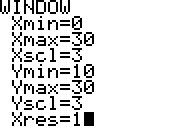 WINDOW
Xmin=0
Xmax=30
Xscl=3
Ymin=10
Ymax=30
Yscl=3
Xres=1